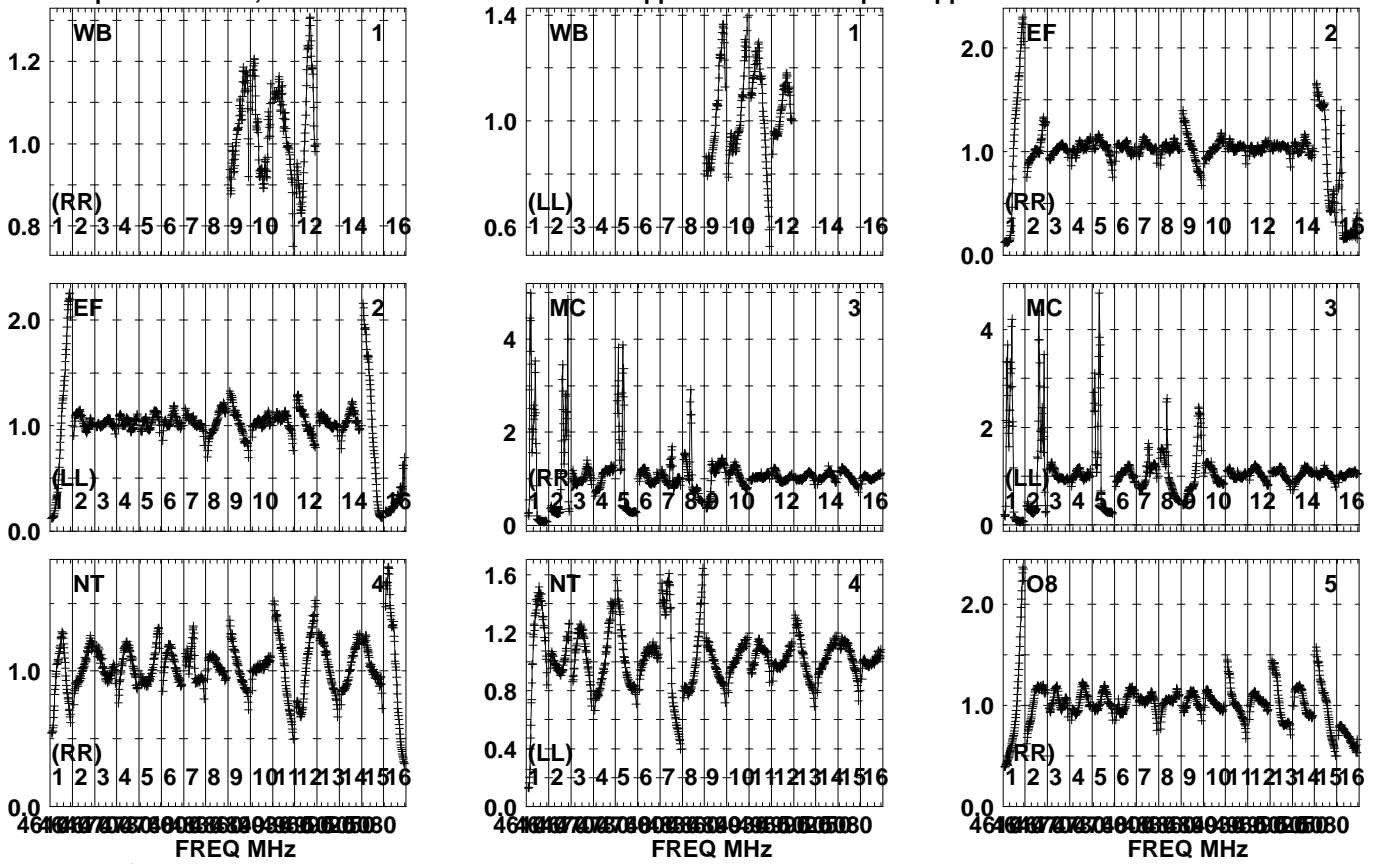 WB 1
1.2
1.0
(RR)
1 2 3 4 5 6 7 8 9 10 12 14 16
0.8
WB 1
1.4
1.0
(LL)
1 2 3 4 5 6 7 8 9 10 12 14 16
0.6
EF 2
2.0
1.0
(RR)
1 2 3 4 5 6 7 8 9 10 12 14 16
0.0
EF 2
2.0
1.0
(LL)
1 2 3 4 5 6 7 8 9 10 12 14 16
0.0
MC 3
4
2
(RR)
1 2 3 4 5 6 7 8 9 10 12 14 16
0
MC 3
4
2
(LL)
1 2 3 4 5 6 7 8 9 10 12 14 16
0
NT 4
1.0
(RR)
1 2 3 4 5 6 7 8 9 10 11 12 13 14 15 16
0.0
FREQ MHz
NT 4
1.6
1.2
0.8
0.4
(LL)
1 2 3 4 5 6 7 8 9 10 11 12 13 14 15 16
0.0
FREQ MHz
O8 5
2.0
1.0
(RR)
1 2 3 4 5 6 7 8 9 10 11 12 13 14 15 16
0.0
FREQ MHz